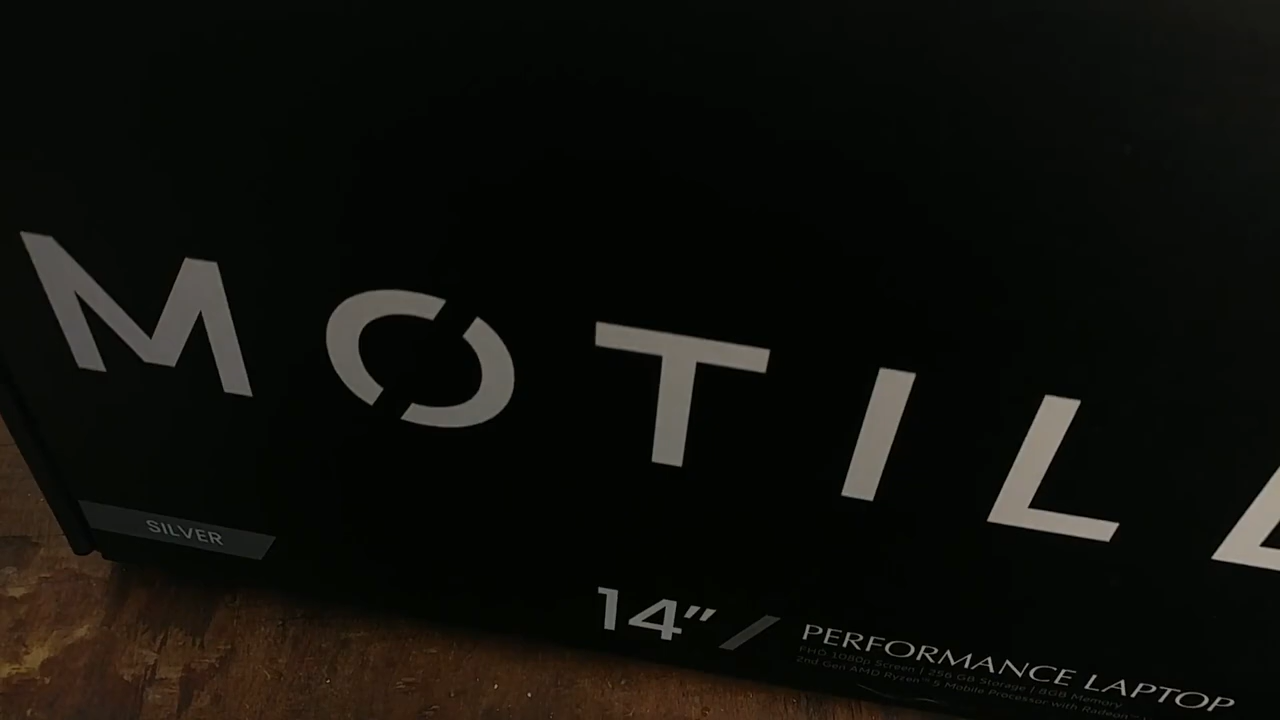 MOTIL
SILVER
14” / PERFORMANCE LAPTOP
FHD 1080p Screen | 256 GB Storage | 8GB Memory
2nd Gen AMD Ryzen™ 5 Mobile Processor with Radeon